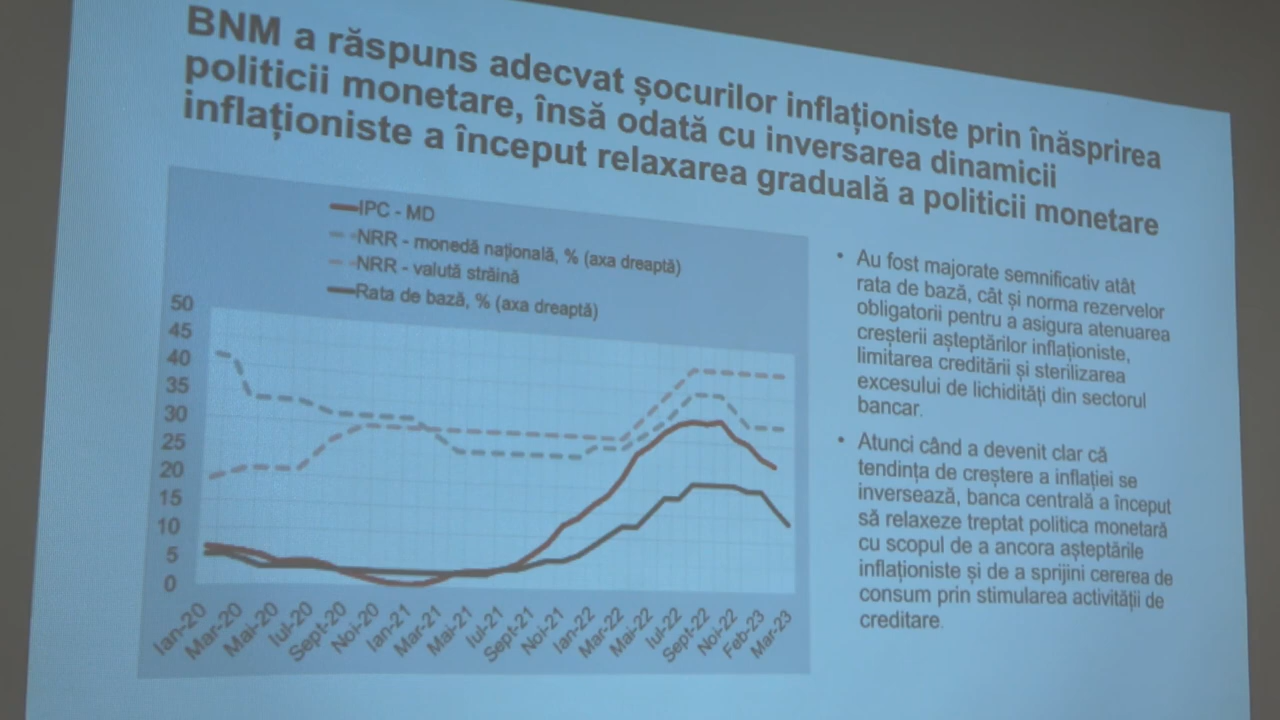 BNM a răspuns adecvat șocurilor inflaționiste prin înăsprirea
politicii monetare, însă odată cu inversarea dinamicii
inflaționiste a început relaxarea graduală a politicii monetare
IPC - MD
NRR - monedă națională, % (axa dreaptă)
NRR - valută străină
Rata de bază, % (axa dreaptă)
50
45
40
35
30
25
20
15
10
5
0
Ian-20
Mar-20
Mai-20
Iul-20
Sept-20
Noi-20
Ian-21
Mar-21
Mai-21
Iul-21
Sept-21
Noi-21
Ian-22
Mar-22
Mai-22
Iul-22
Sept-22
Noi-22
Feb-23
Mar-23
• Au fost majorate semnificativ atât
rata de bază, cât și norma rezervelor
obligatorii pentru a asigura atenuarea
creșterii așteptărilor inflaționiste,
limitarea creditării și sterilizarea
excesului de lichidități din sectorul
bancar.
• Atunci când a devenit clar că
tendința de creștere a inflației se
inversează, banca centrală a început
să relaxeze treptat politica monetară
cu scopul de a ancora așteptările
inflaționiste și de a sprijini cererea de
consum prin stimularea activității de
creditare.